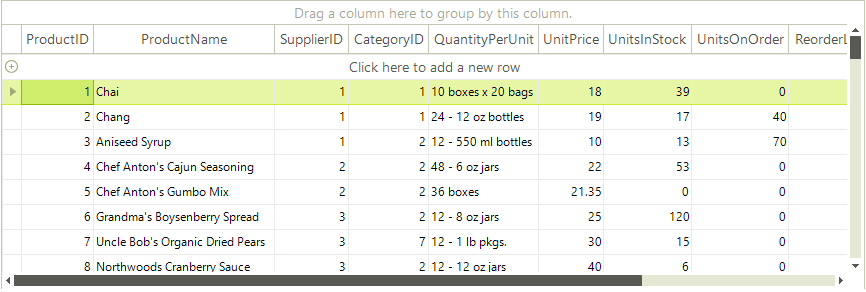 Drag a column here to group by this column.
ProductID ProductName SupplierID CategoryID QuantityPerUnit UnitPrice UnitsInStock UnitsOnOrder ReorderL
Click here to add a new row
1 Chai 1 1 10 boxes x 20 bags 18 39 0
2 Chang 1 1 24 - 12 oz bottles 19 17 40
3 Aniseed Syrup 1 2 12 - 550 ml bottles 10 13 70
4 Chef Anton's Cajun Seasoning 2 2 48 - 6 oz jars 22 53 0
5 Chef Anton's Gumbo Mix 2 2 36 boxes 21.35 0 0
6 Grandma's Boysenberry Spread 3 2 12 - 8 oz jars 25 120 0
7 Uncle Bob's Organic Dried Pears 3 7 12 - 1 lb pkgs. 30 15 0
8 Northwoods Cranberry Sauce 3 2 12 - 12 oz jars 40 6 0